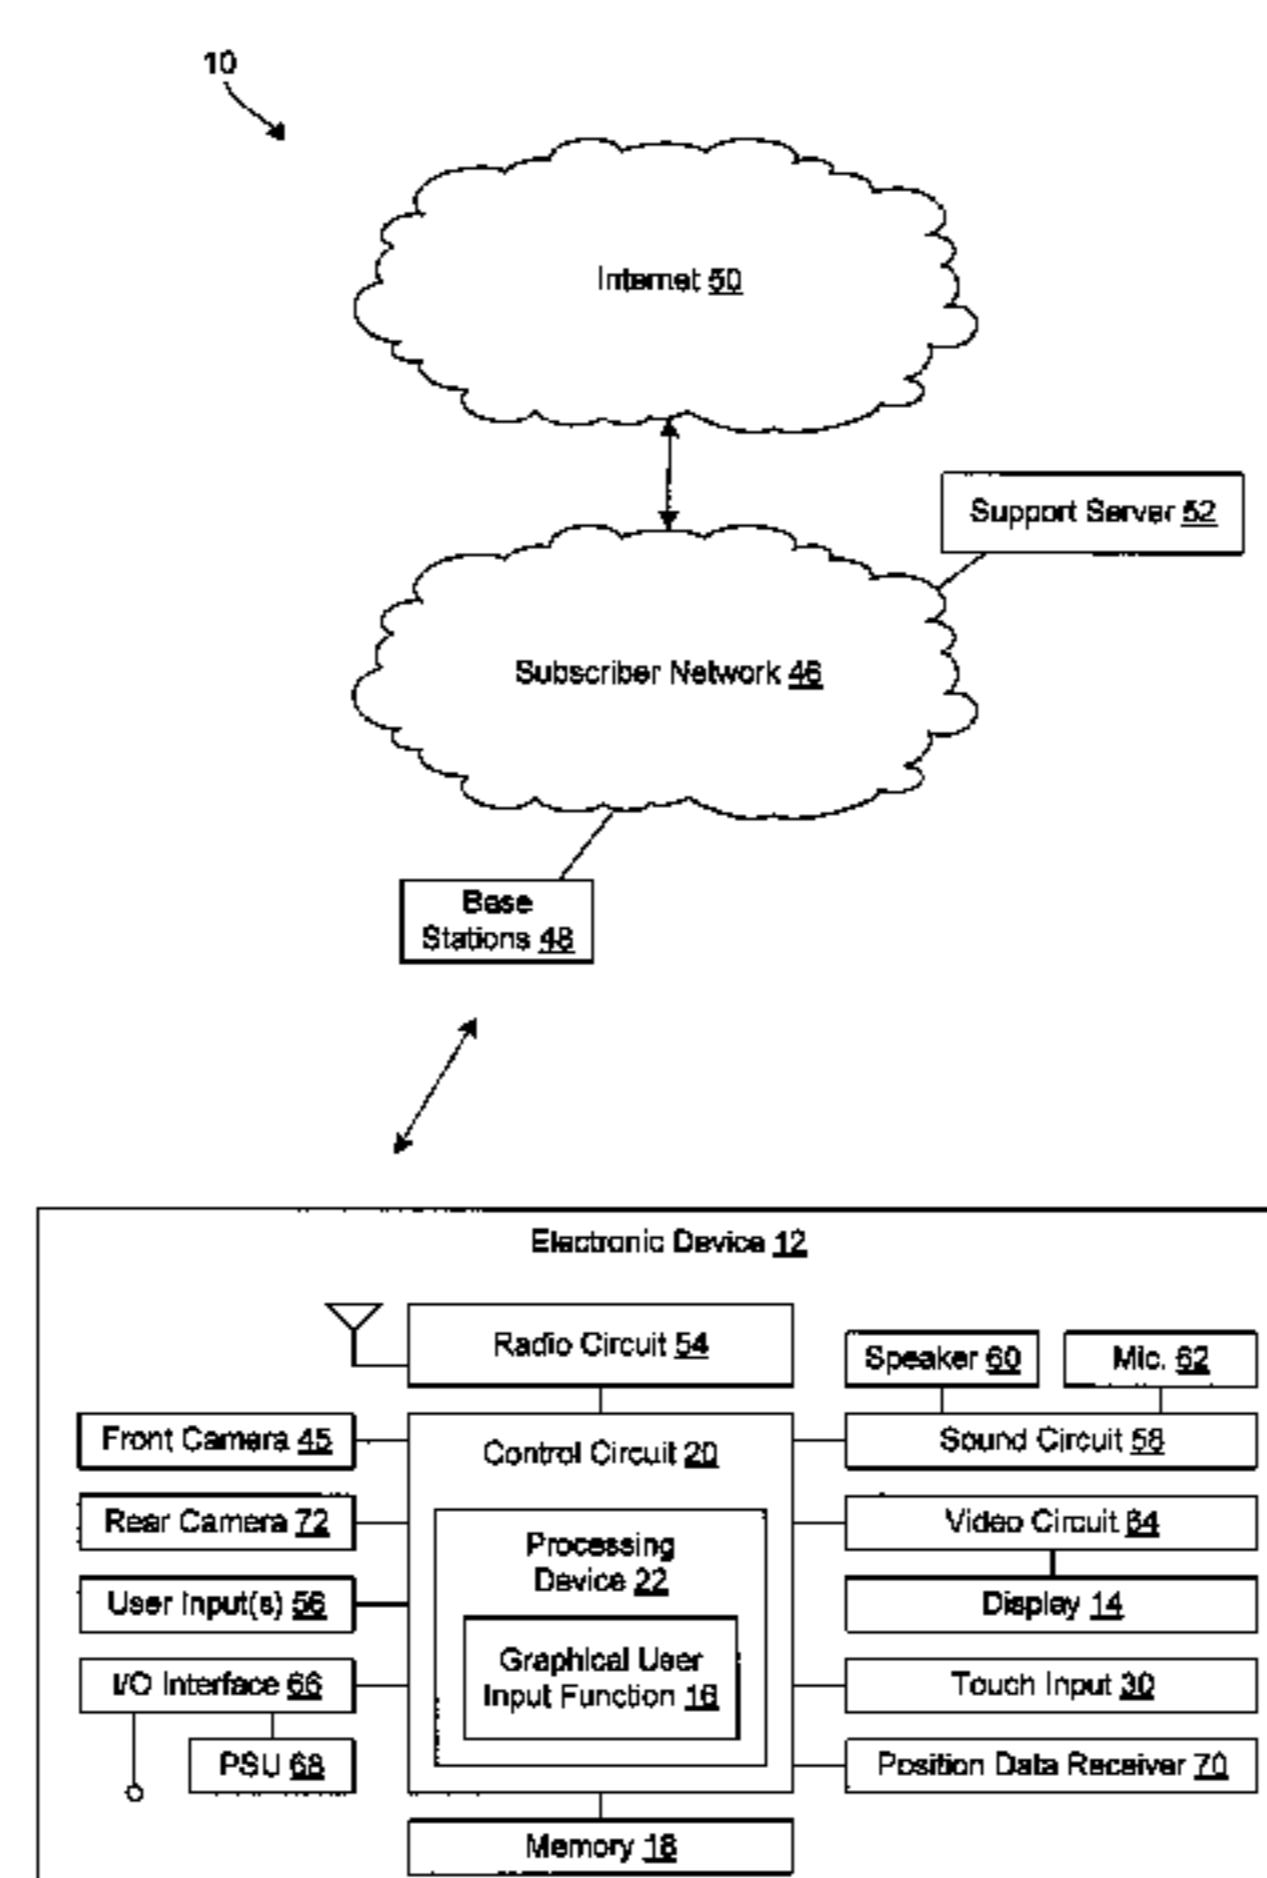 10
Internet 50
Support Server 52
Subscriber Network 46
Base
Stations 48
Electronic Device 12
Radio Circuit 54
Speaker 60
Mic. 62
Front Camera 45
Control Circuit 20
Sound Circuit 58
Rear Camera 72
Processing
Device 22
Video Circuit 64
User Input(s) 56
Display 14
Graphical User
Input Function 16
I/O Interface 66
Touch Input 30
PSU 68
Position Data Receiver 70
Memory 18